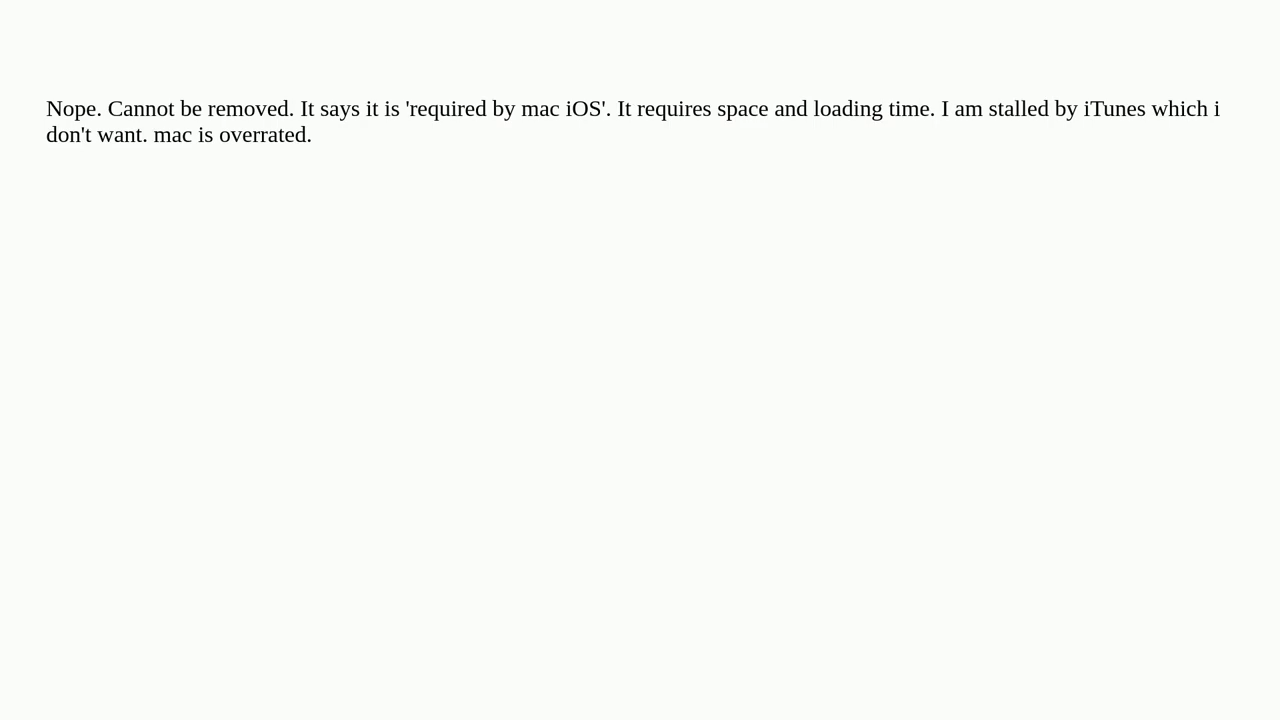 Nope. Cannot be removed. It says it is 'required by mac iOS'. It requires space and loading time. I am stalled by iTunes which i
don't want. mac is overrated.